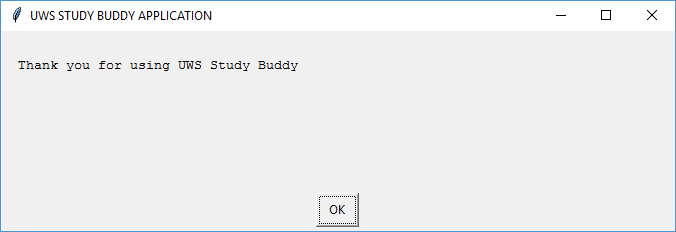 UWS STUDY BUDDY APPLICATION
Thank you for using UWS Study Buddy
OK